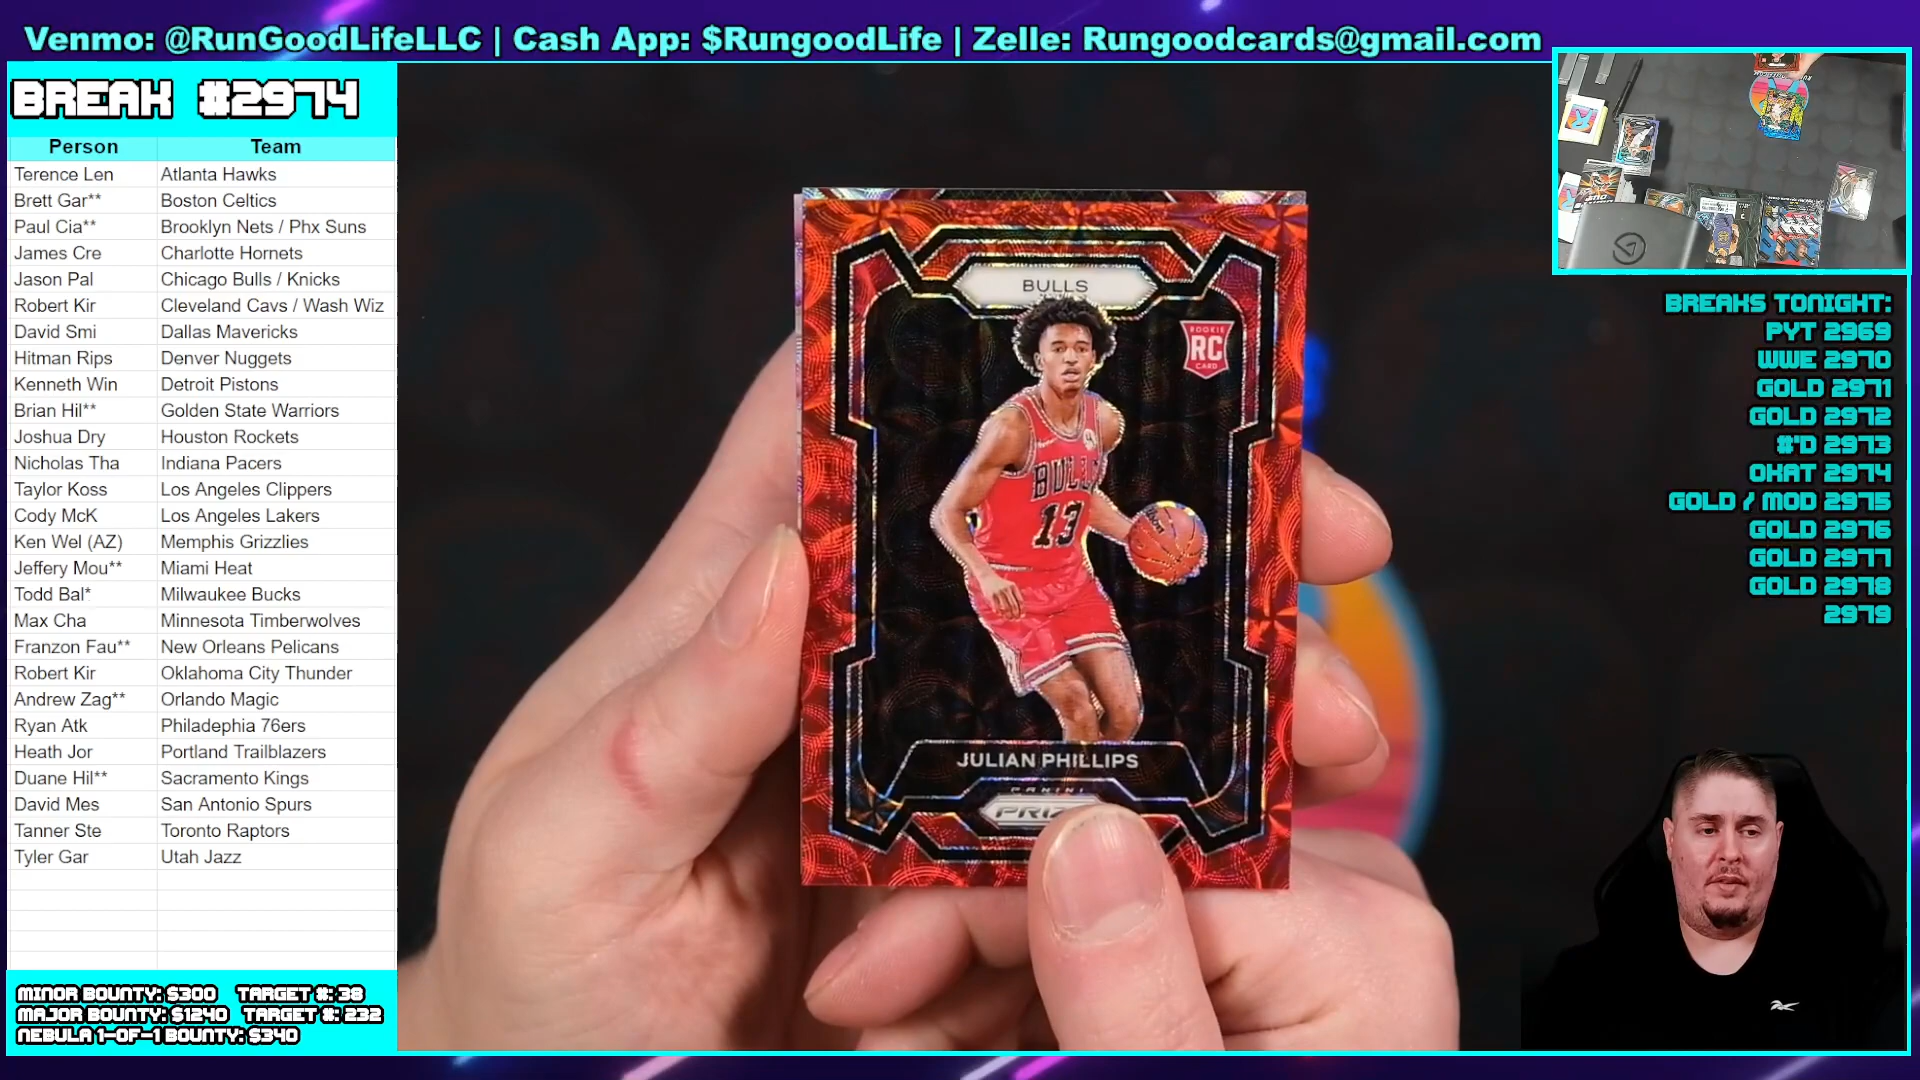 Venmo: @RunGoodLifeLLC | Cash App: $RungoodLife | Zelle: Rungoodcards@gmail.com
BREAK #2974
Person Team
Terence Len Atlanta Hawks
Brett Gar** Boston Celtics
Paul Cia** Brooklyn Nets / Phx Suns
James Cre Charlotte Hornets
Jason Pal Chicago Bulls / Knicks
Robert Kir Cleveland Cavs / Wash Wiz
David Smi Dallas Mavericks
Hitman Rips Denver Nuggets
Kenneth Win Detroit Pistons
Brian Hil** Golden State Warriors
Joshua Dry Houston Rockets
Nicholas Tha Indiana Pacers
Taylor Koss Los Angeles Clippers
Cody McK Los Angeles Lakers
Ken Wel (AZ) Memphis Grizzlies
Jeffery Mou** Miami Heat
Todd Bal* Milwaukee Bucks
Max Cha Minnesota Timberwolves
Franzon Fau** New Orleans Pelicans
Robert Kir Oklahoma City Thunder
Andrew Zag** Orlando Magic
Ryan Atk Philadephia 76ers
Heath Jor Portland Trailblazers
Duane Hil** Sacramento Kings
David Mes San Antonio Spurs
Tanner Ste Toronto Raptors
Tyler Gar Utah Jazz
MINOR BOUNTY: $300 TARGET #: 38
MAJOR BOUNTY: $1240 TARGET #: 232
NEBULA 1-OF-1 BOUNTY: $340
BULLS
ROOKIE
RC
CARD
BULLS
13
JULIAN PHILLIPS
PANINI
BREAKS TONIGHT:
PYT 2969
WWE 2970
GOLD 2971
GOLD 2972
#'D 2973
OKAT 2974
GOLD / MOD 2975
GOLD 2976
GOLD 2977
GOLD 2978
2979